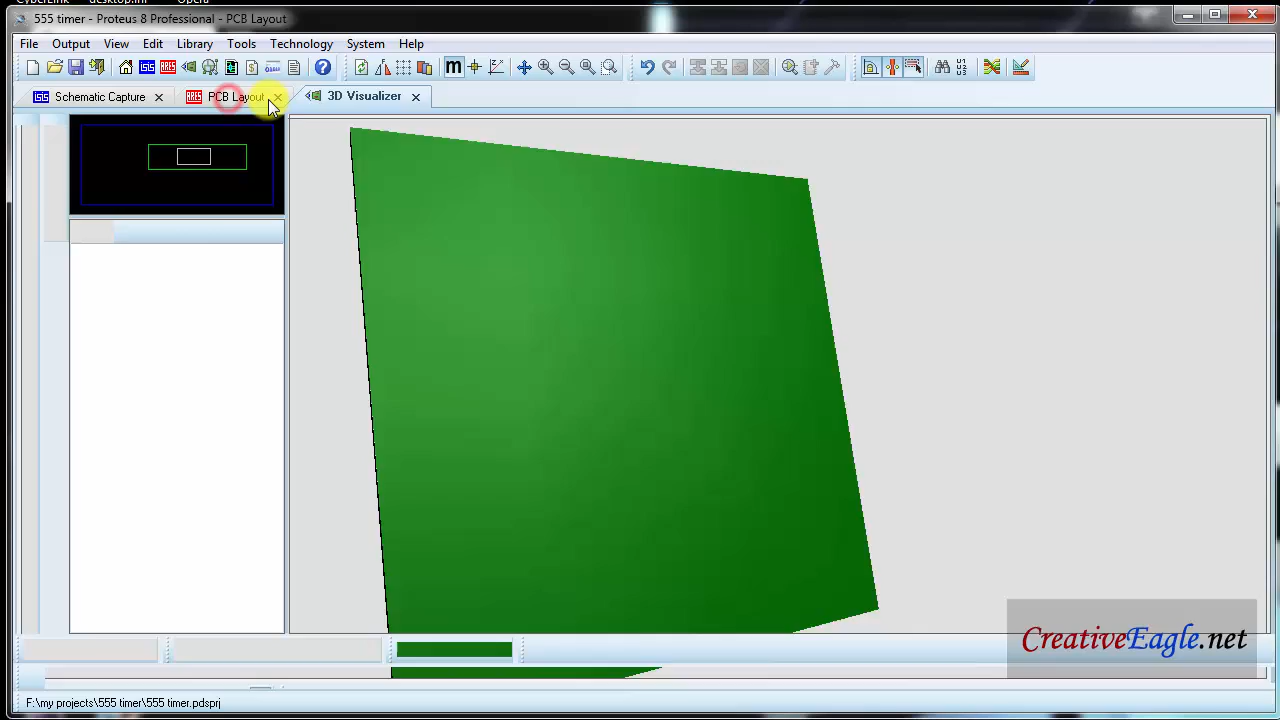 555 timer - Proteus 8 Professional - PCB Layout
File Output View Edit Library Tools Technology System Help
Schematic Capture PCB Layout 3D Visualizer
CreativeEagle.net
F:\my projects\555 timer\555 timer.pdsprj